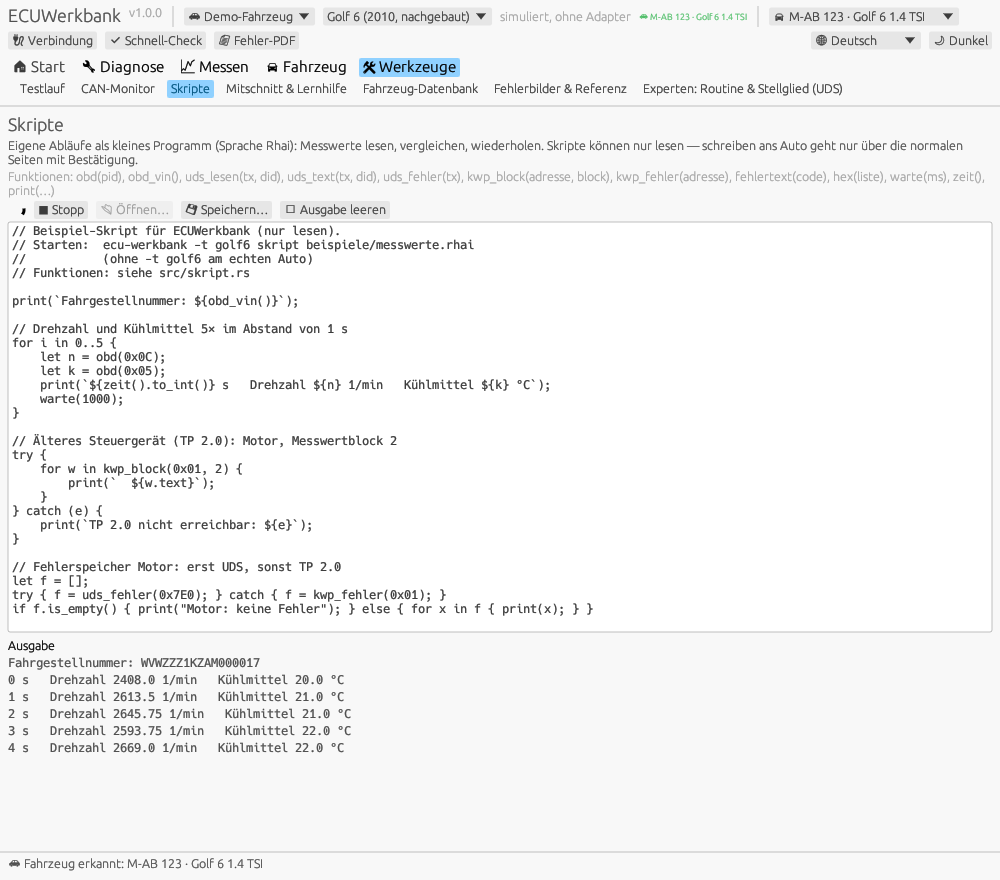 ECUWerkbank v1.0.0 Demo-Fahrzeug Golf 6 (2010, nachgebaut) simuliert, ohne Adapter M-AB 123 · Golf 6 1.4 TSI M-AB 123 · Golf 6 1.4 TSI
Verbindung Schnell-Check Fehler-PDF Deutsch Dunkel
Start Diagnose Messen Fahrzeug Werkzeuge
Testlauf CAN-Monitor Skripte Mitschnitt & Lernhilfe Fahrzeug-Datenbank Fehlerbilder & Referenz Experten: Routine & Stellglied (UDS)
Skripte
Eigene Abläufe als kleines Programm (Sprache Rhai): Messwerte lesen, vergleichen, wiederholen. Skripte können nur lesen — schreiben ans Auto geht nur über die normalen
Seiten mit Bestätigung.
Funktionen: obd(pid), obd_vin(), uds_lesen(tx, did), uds_text(tx, did), uds_fehler(tx), kwp_block(adresse, block), kwp_fehler(adresse), fehlertext(code), hex(liste), warte(ms), zeit(),
print(…)
Stopp Öffnen… Speichern… Ausgabe leeren
// Beispiel-Skript für ECUWerkbank (nur lesen).
// Starten:  ecu-werkbank -t golf6 skript beispiele/messwerte.rhai
//           (ohne -t golf6 am echten Auto)
// Funktionen: siehe src/skript.rs
print(`Fahrgestellnummer: ${obd_vin()}`);
// Drehzahl und Kühlmittel 5× im Abstand von 1 s
for i in 0..5 {
    let n = obd(0x0C);
    let k = obd(0x05);
    print(`${zeit().to_int()} s   Drehzahl ${n} 1/min   Kühlmittel ${k} °C`);
    warte(1000);
}
// Älteres Steuergerät (TP 2.0): Motor, Messwertblock 2
try {
    for w in kwp_block(0x01, 2) {
        print(`  ${w.text}`);
    }
} catch (e) {
    print(`TP 2.0 nicht erreichbar: ${e}`);
}
// Fehlerspeicher Motor: erst UDS, sonst TP 2.0
let f = [];
try { f = uds_fehler(0x7E0); } catch { f = kwp_fehler(0x01); }
if f.is_empty() { print("Motor: keine Fehler"); } else { for x in f { print(x); } }
Ausgabe
Fahrgestellnummer: WVWZZZ1KZAM000017
0 s   Drehzahl 2408.0 1/min   Kühlmittel 20.0 °C
1 s   Drehzahl 2613.5 1/min   Kühlmittel 21.0 °C
2 s   Drehzahl 2645.75 1/min   Kühlmittel 21.0 °C
3 s   Drehzahl 2593.75 1/min   Kühlmittel 22.0 °C
4 s   Drehzahl 2669.0 1/min   Kühlmittel 22.0 °C
Fahrzeug erkannt: M-AB 123 · Golf 6 1.4 TSI